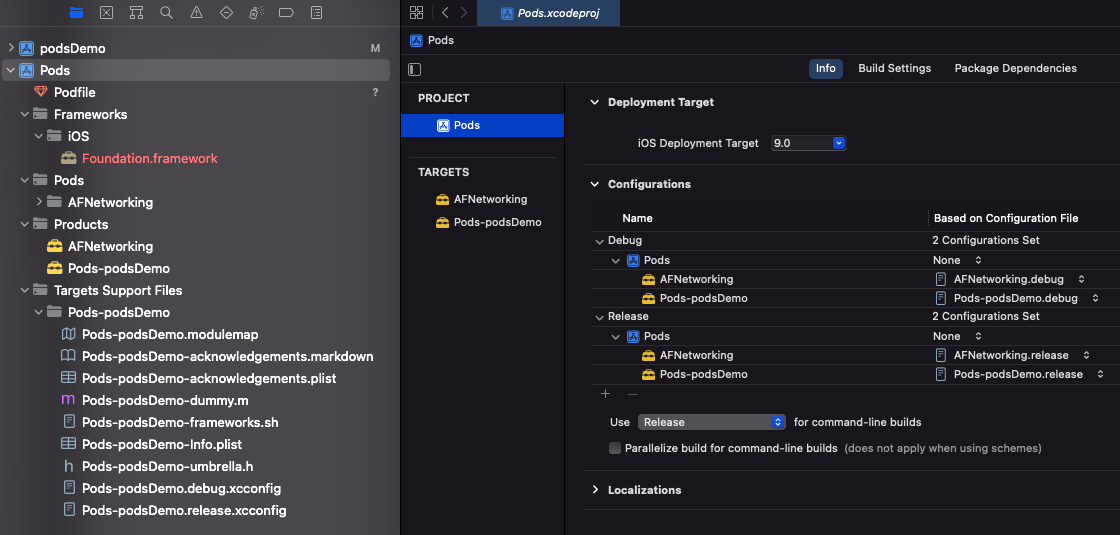 podsDemo M
Pods
Podfile ?
Frameworks
iOS
Foundation.framework
Pods
AFNetworking
Products
AFNetworking
Pods-podsDemo
Targets Support Files
Pods-podsDemo
Pods-podsDemo.modulemap
Pods-podsDemo-acknowledgements.markdown
Pods-podsDemo-acknowledgements.plist
Pods-podsDemo-dummy.m
Pods-podsDemo-frameworks.sh
Pods-podsDemo-Info.plist
Pods-podsDemo-umbrella.h
Pods-podsDemo.debug.xcconfig
Pods-podsDemo.release.xcconfig
Pods.xcodeproj
Pods
Info Build Settings Package Dependencies
PROJECT
Pods
TARGETS
AFNetworking
Pods-podsDemo
Deployment Target
iOS Deployment Target 9.0
Configurations
Name Based on Configuration File
Debug 2 Configurations Set
Pods None
AFNetworking AFNetworking.debug
Pods-podsDemo Pods-podsDemo.debug
Release 2 Configurations Set
Pods None
AFNetworking AFNetworking.release
Pods-podsDemo Pods-podsDemo.release
Use Release for command-line builds
Parallelize build for command-line builds (does not apply when using schemes)
Localizations